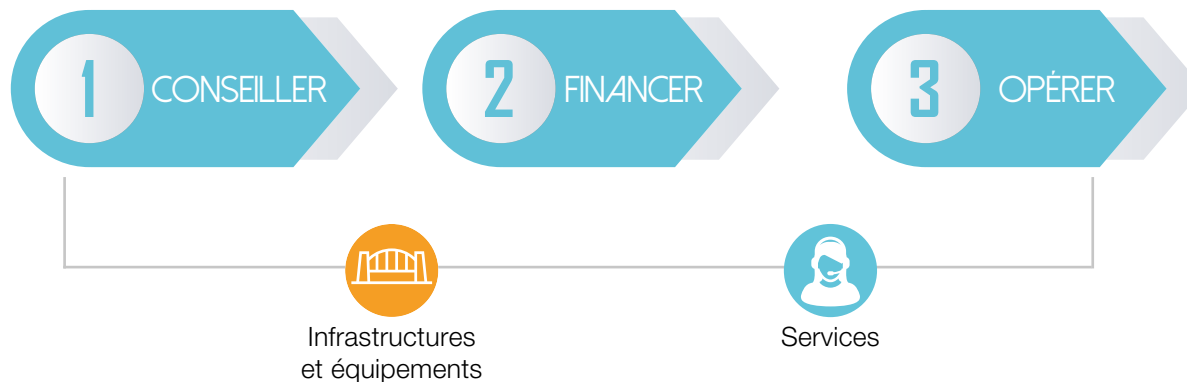 1 CONSEILLER
2 FINANCER
3 OPÉRER
Infrastructures
et équipements
Services